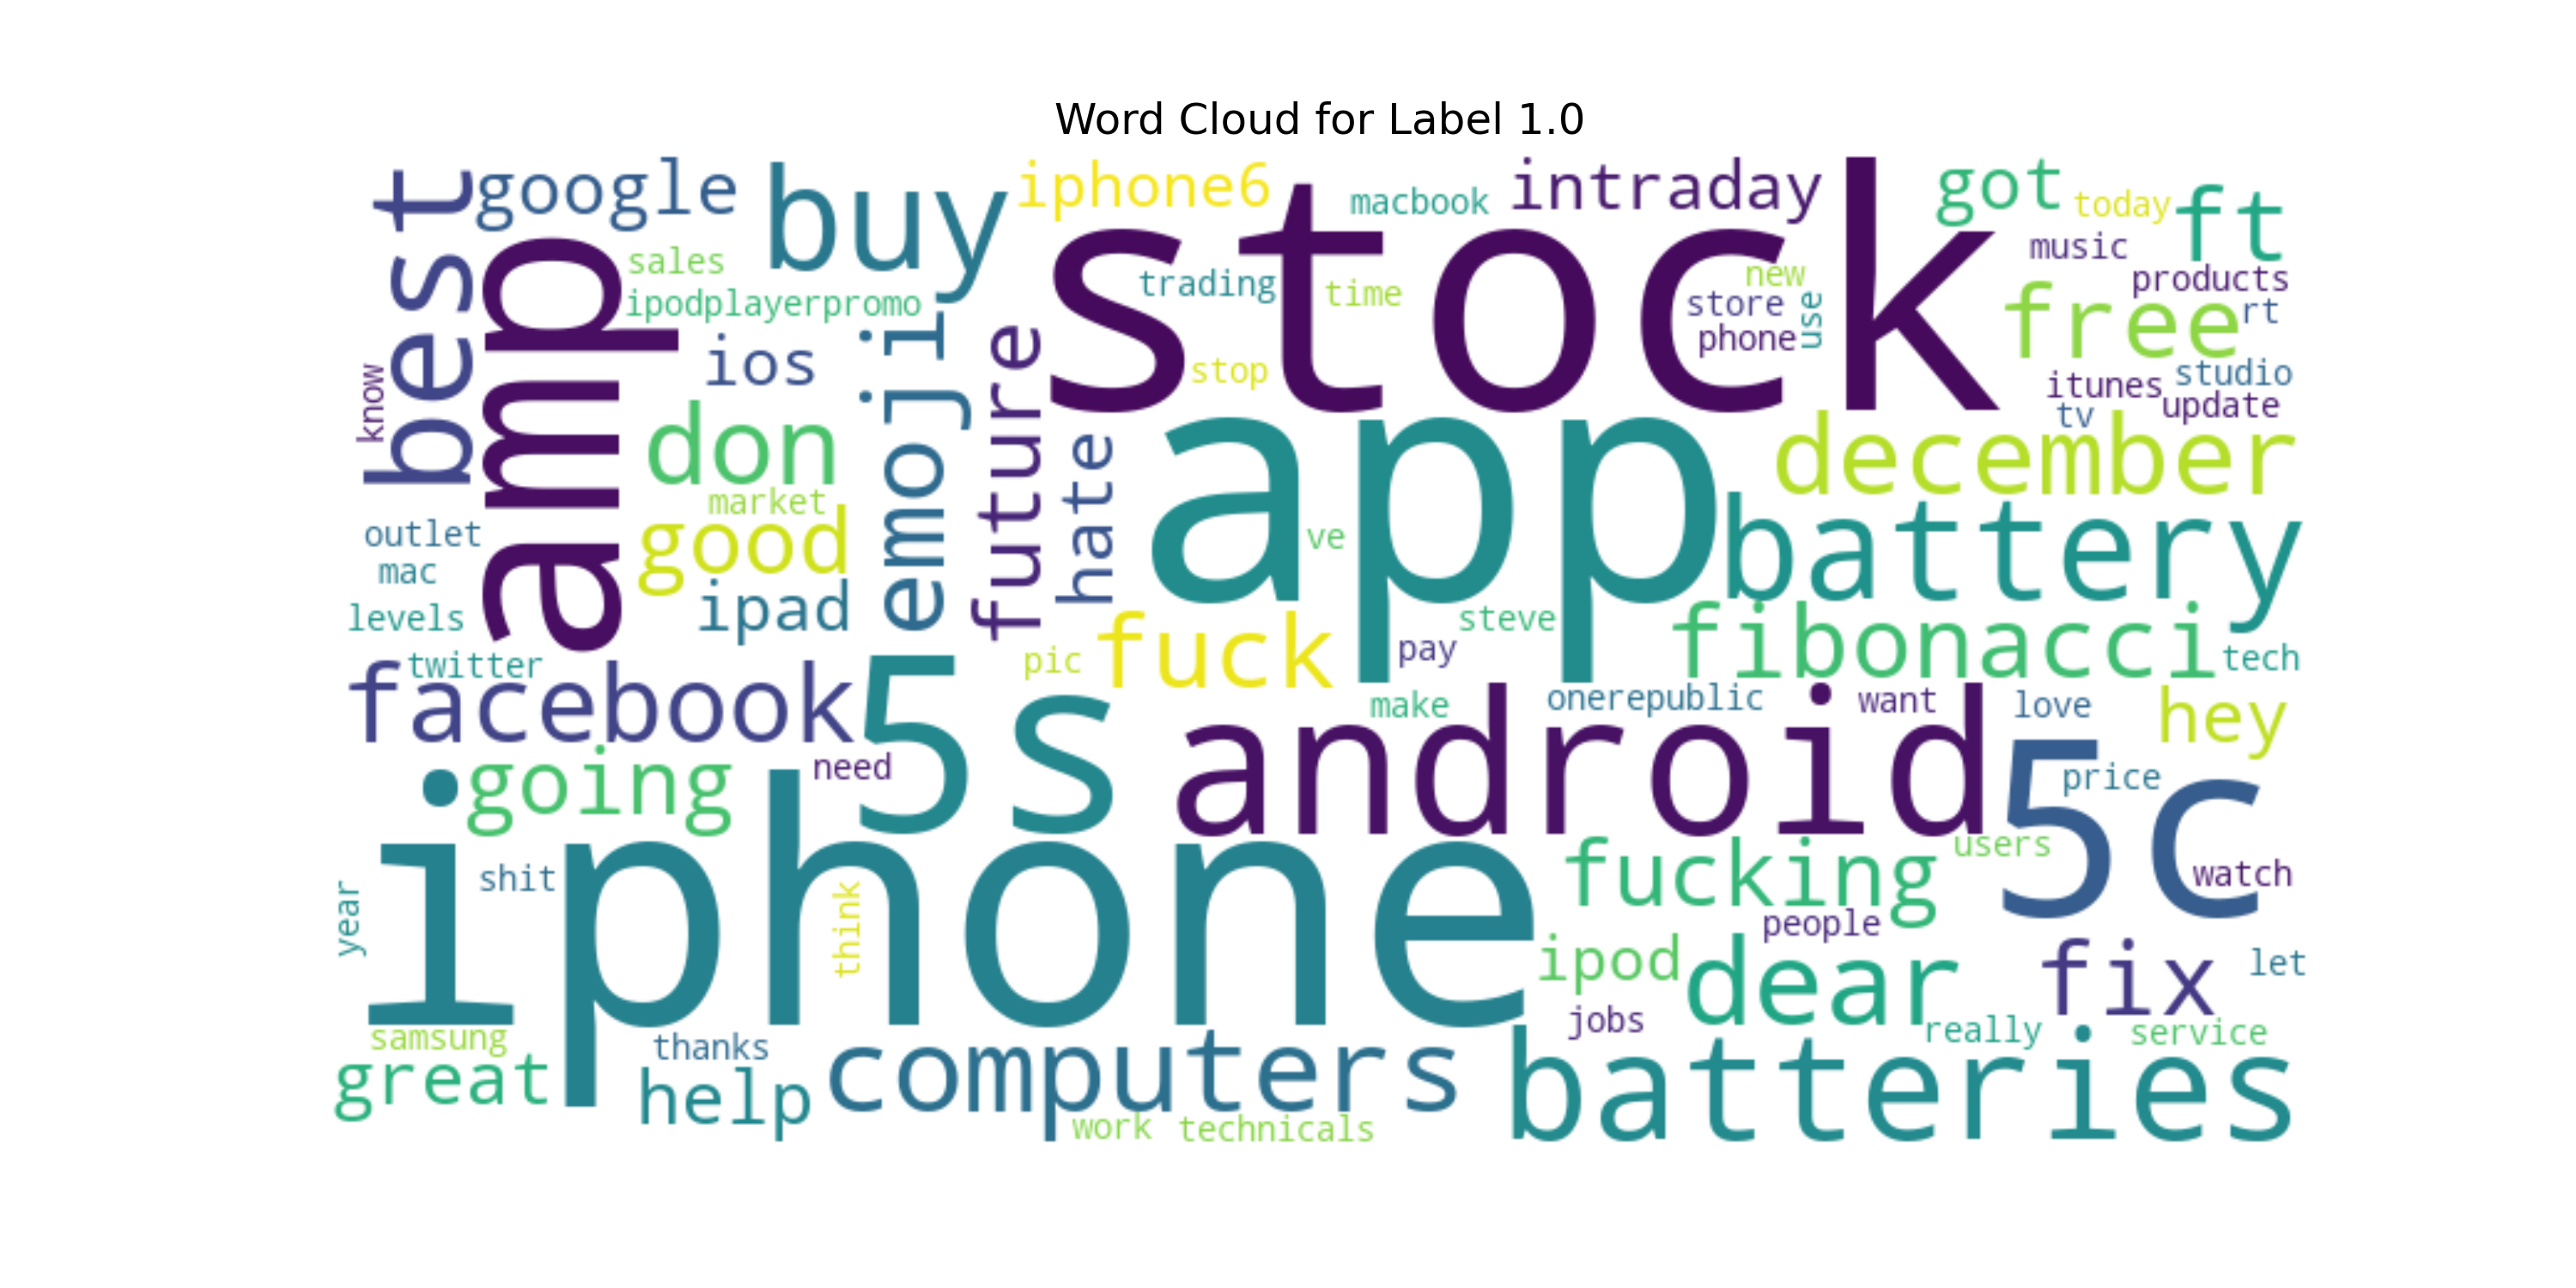 Word Cloud for Label 1.0
best
google
buy
iphone6
macbook
intraday
got
today
ft
stock
amp
sales
trading
time
new
music
products
ipodplayerpromo
store
use
free
rt
phone
know
ios
emoji
future
stop
itunes
studio
tv
update
don
hate
app
december
market
outlet
good
ve
battery
mac
levels
ipad
fuck
steve
fibonacci
twitter
pic
pay
tech
facebook
5s
make
onerepublic
want
love
hey
going
need
android
5c
price
iphone
shit
think
year
fucking
users
watch
people
ipod
dear
fix
let
samsung
thanks
jobs
really
service
great
help
computers
batteries
work
technicals